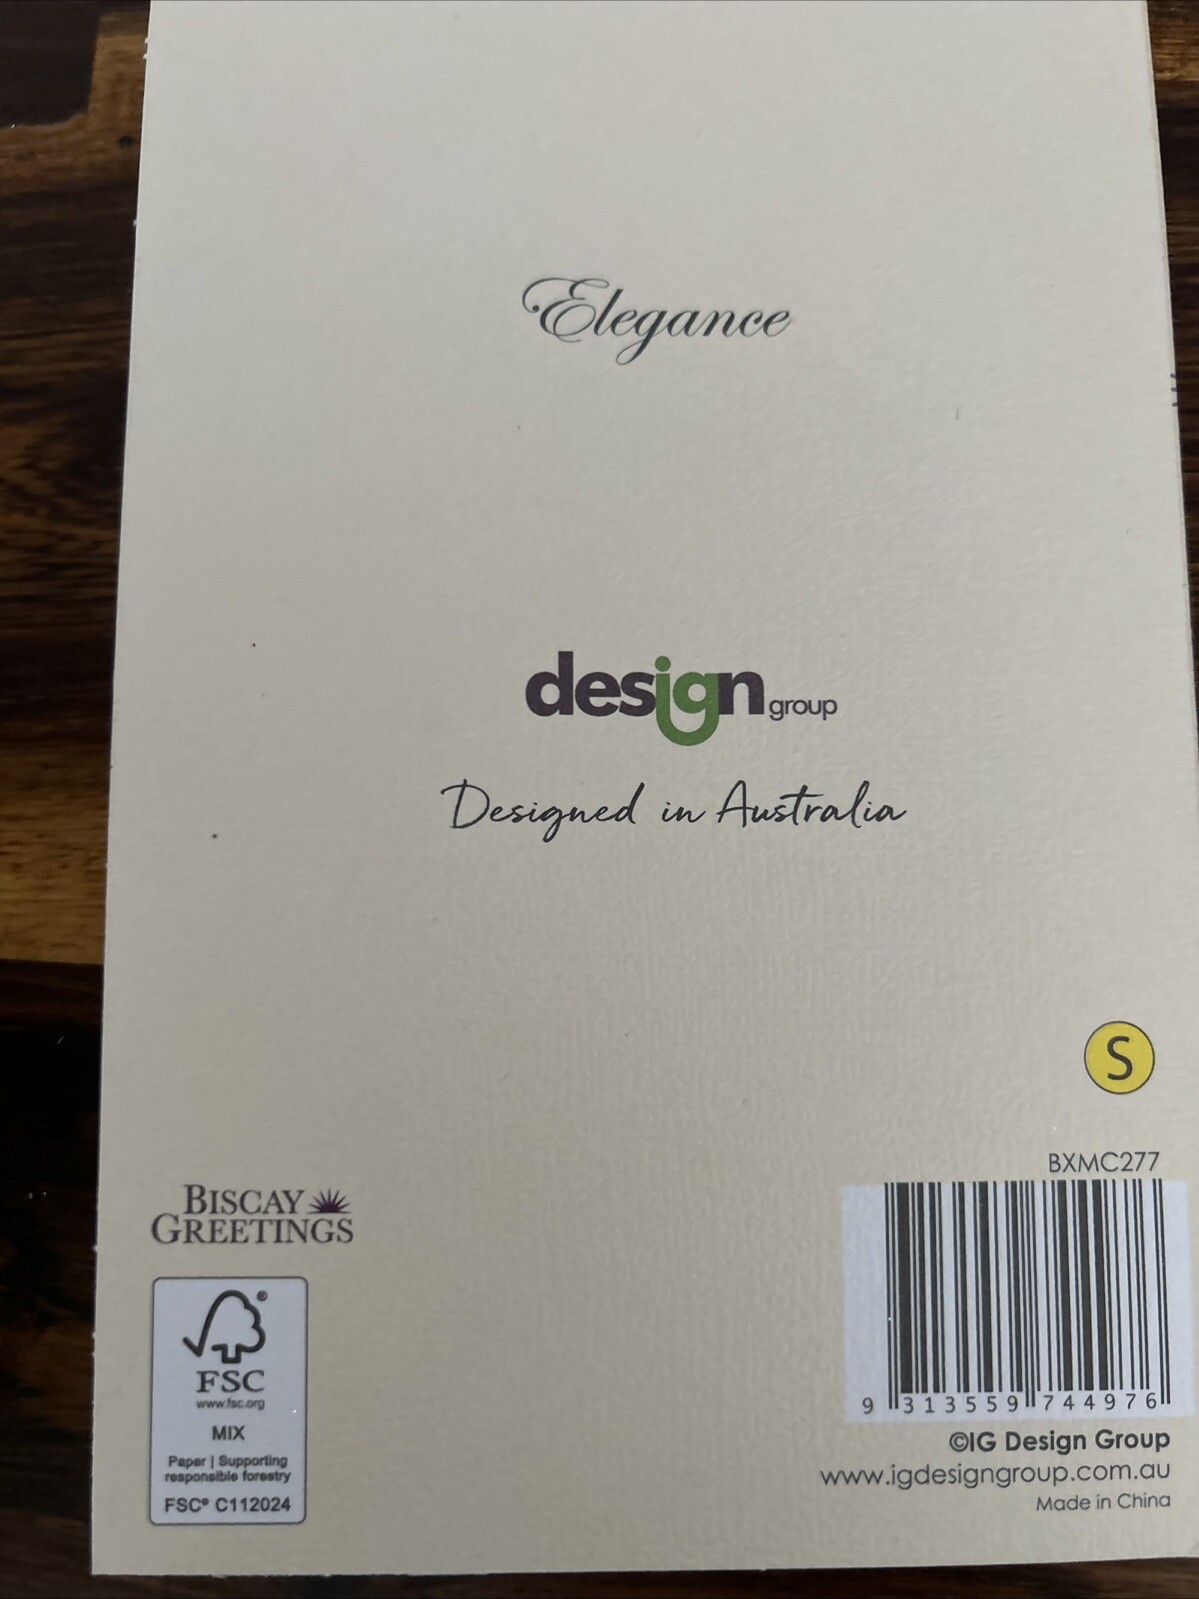 Elegance
design group
Designed in Australia
S
BXMC277
BISCAY
GREETINGS
9 313559 744976
FSC
www.fsc.org
MIX
Paper | Supporting
responsible forestry
FSC® C112024
©IG Design Group
www.igdesigngroup.com.au
Made in China